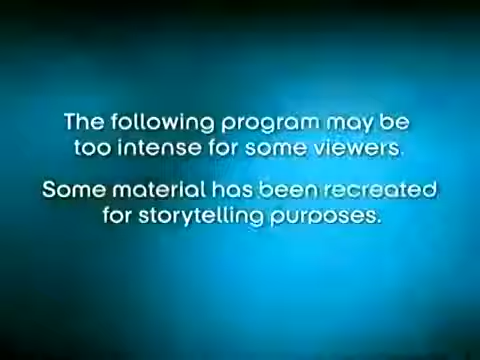 The following program may be
too intense for some viewers.
Some material has been recreated
for storytelling purposes.